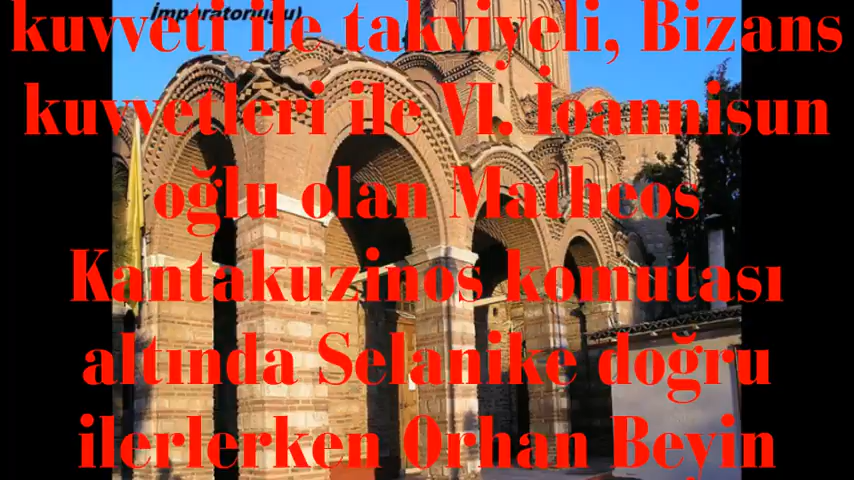 İmparatorluğu)
kuvveti ile takviyeli, Bizans
kuvvetleri ile VI. İoannisun
oğlu olan Matheos
Kantakuzinos komutası
altında Selanike doğru
ilerlerken Orhan Beyin